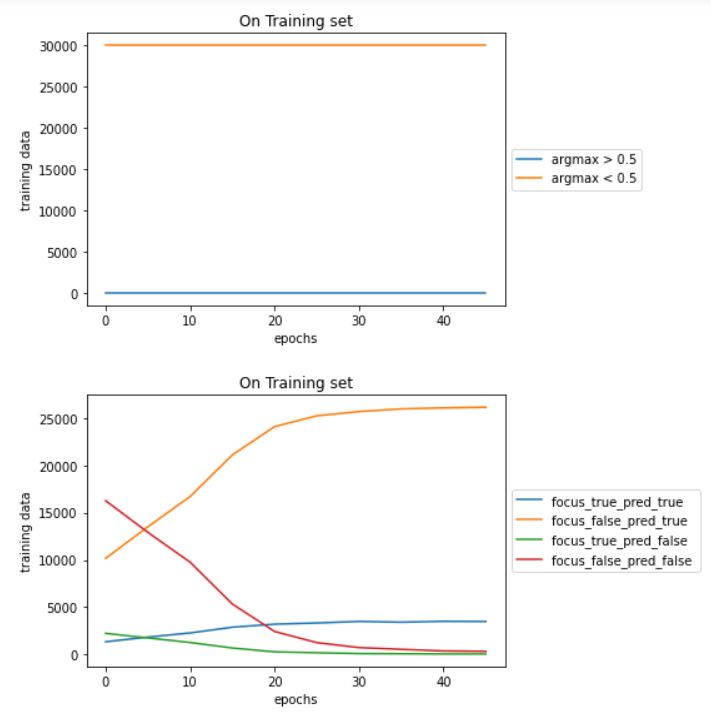 On Training set
30000
25000
20000
15000
10000
5000
0
training data
0 10 20 30 40
epochs
argmax > 0.5
argmax < 0.5
On Training set
25000
20000
15000
10000
5000
0
training data
0 10 20 30 40
epochs
focus_true_pred_true
focus_false_pred_true
focus_true_pred_false
focus_false_pred_false